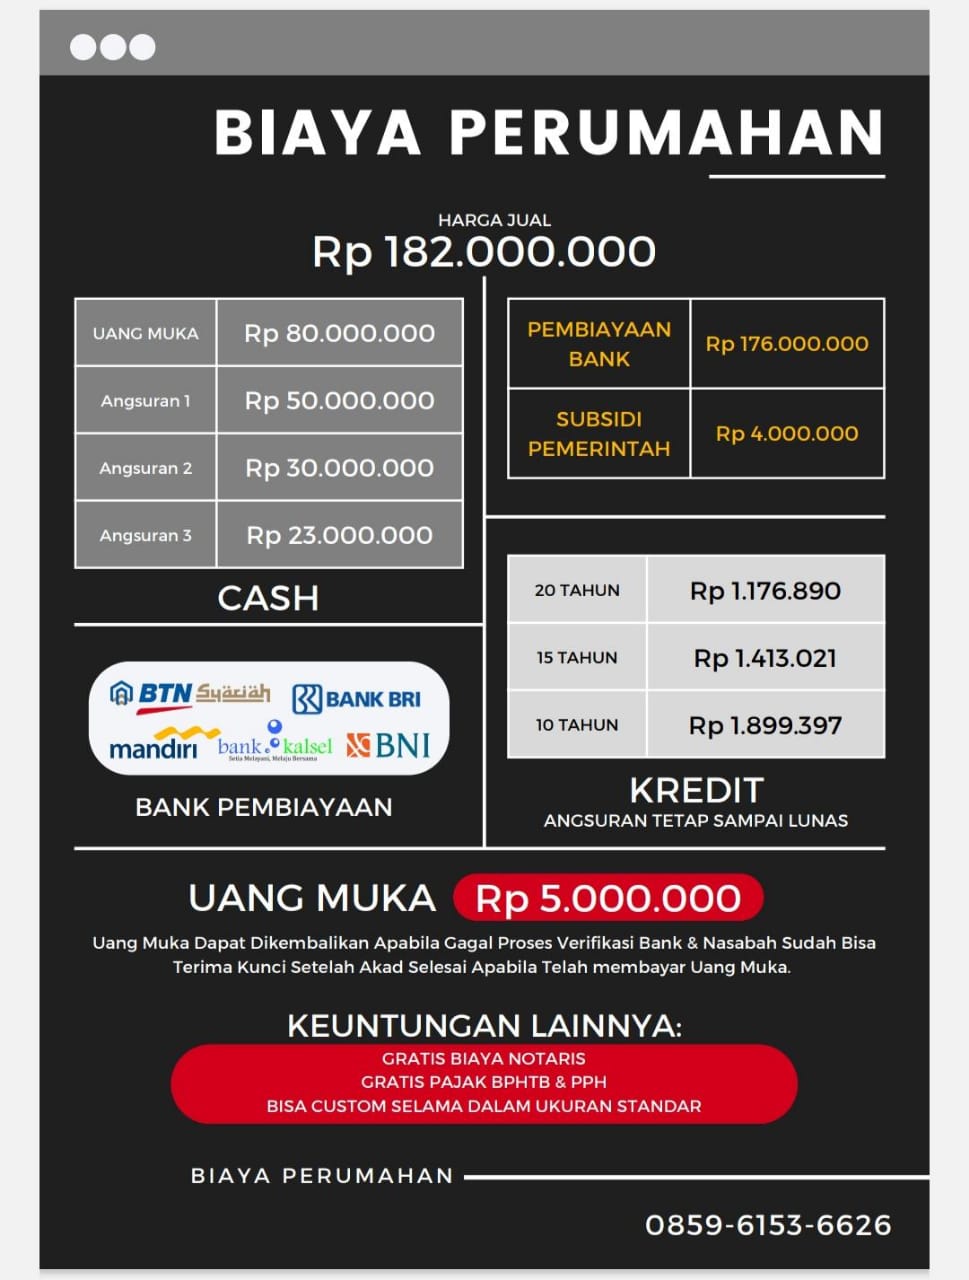 BIAYA PERUMAHAN
HARGA JUAL
Rp 182.000.000
UANG MUKA Rp 80.000.000
Angsuran 1 Rp 50.000.000
Angsuran 2 Rp 30.000.000
Angsuran 3 Rp 23.000.000
CASH
PEMBIAYAAN
BANK
Rp 176.000.000
SUBSIDI
PEMERINTAH
Rp 4.000.000
20 TAHUN Rp 1.176.890
15 TAHUN Rp 1.413.021
10 TAHUN Rp 1.899.397
KREDIT
ANGSURAN TETAP SAMPAI LUNAS
BTN Syariah
BANK BRI
mandiri
bank kalsel
Setia Melayani, Melaju Bersama
BNI
BANK PEMBIAYAAN
UANG MUKA Rp 5.000.000
Uang Muka Dapat Dikembalikan Apabila Gagal Proses Verifikasi Bank & Nasabah Sudah Bisa
Terima Kunci Setelah Akad Selesai Apabila Telah membayar Uang Muka.
KEUNTUNGAN LAINNYA:
GRATIS BIAYA NOTARIS
GRATIS PAJAK BPHTB & PPH
BISA CUSTOM SELAMA DALAM UKURAN STANDAR
BIAYA PERUMAHAN
0859-6153-6626